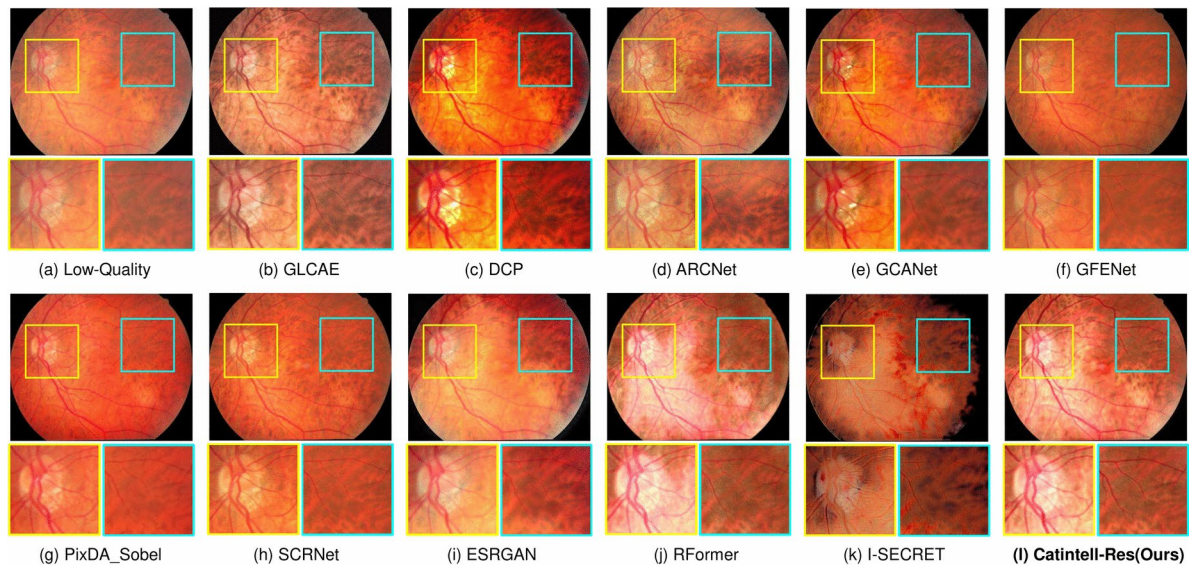 (a) Low-Quality
(b) GLCAE
(c) DCP
(d) ARCNet
(e) GCANet
(f) GFENet
(g) PixDA_Sobel
(h) SCRNet
(i) ESRGAN
(j) RFormer
(k) I-SECRET
(l) Catintell-Res(Ours)